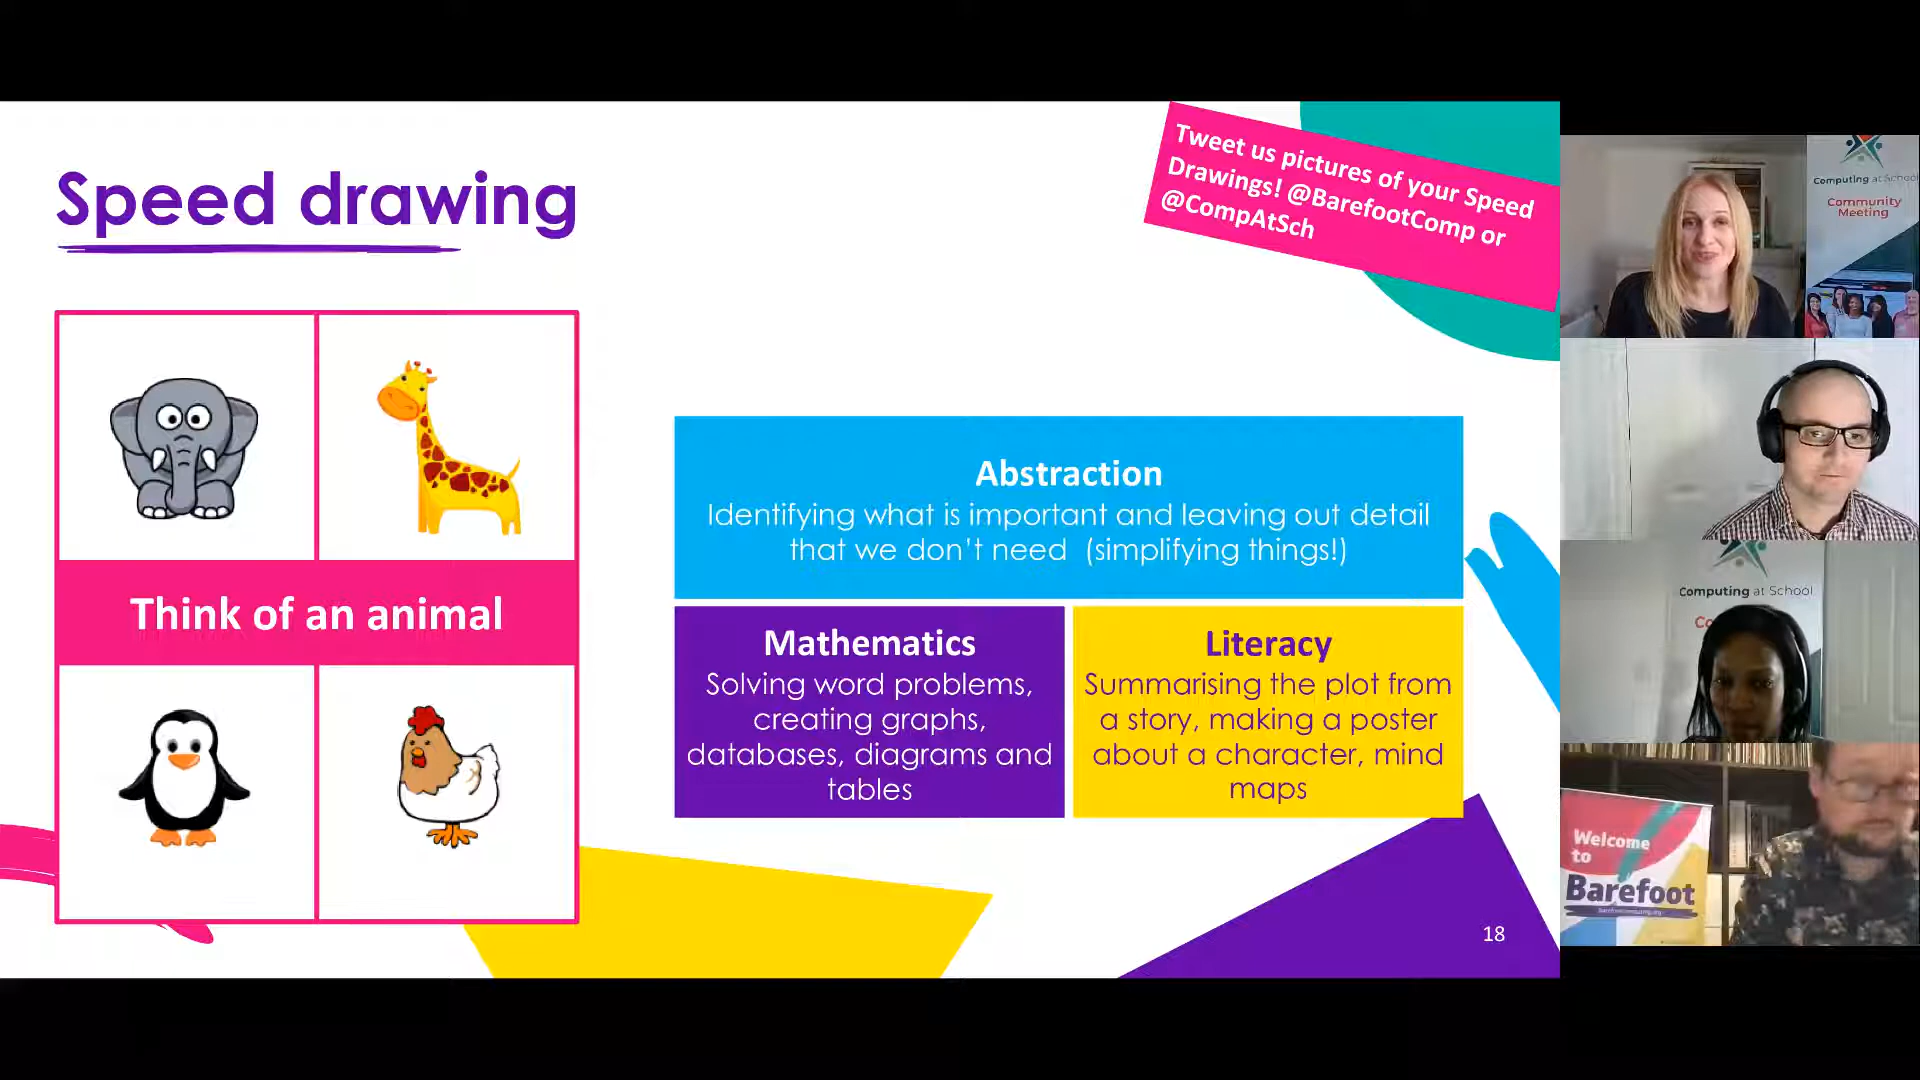 Speed drawing
Tweet us pictures of your Speed
Drawings! @BarefootComp or
@CompAtSch
Think of an animal
Abstraction
Identifying what is important and leaving out detail
that we don't need (simplifying things!)
Mathematics
Solving word problems,
creating graphs,
databases, diagrams and
tables
Literacy
Summarising the plot from
a story, making a poster
about a character, mind
maps
18
Computing at School
Community
Meeting
Computing at School
Co
Welcome
to
Barefoot